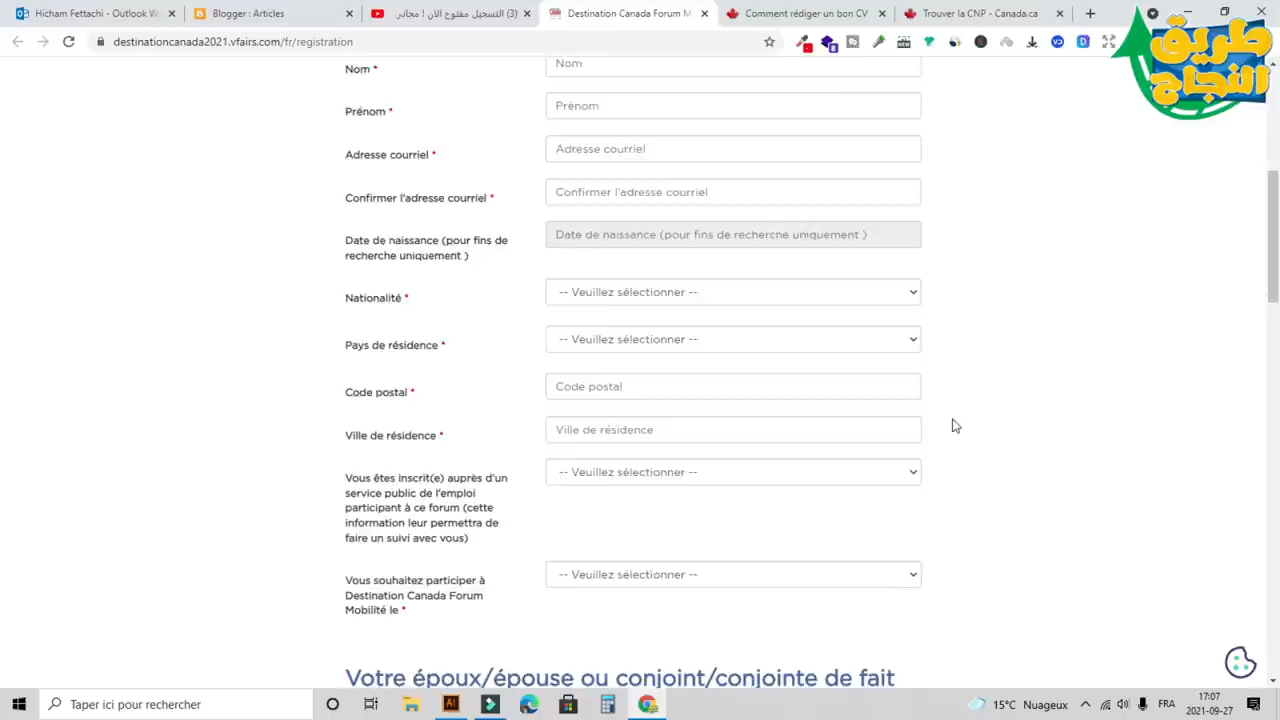 Hicham Fettachi - Outlook W
Blogger : Articles
(3) التسجيل مفتوح الان ! مجاني
Destination Canada Forum M
Comment rédiger un bon CV
Trouver la CNP - Canada.ca
destinationcanada2021.vfairs.com/fr/registration
طريق
النجاح
Nom *
Nom
Prénom *
Prénom
Adresse courriel *
Adresse courriel
Confirmer l'adresse courriel *
Confirmer l'adresse courriel
Date de naissance (pour fins de
recherche uniquement )
Date de naissance (pour fins de recherche uniquement )
Nationalité *
-- Veuillez sélectionner --
Pays de résidence *
-- Veuillez sélectionner --
Code postal *
Code postal
Ville de résidence *
Ville de résidence
Vous êtes inscrit(e) auprès d'un
service public de l'emploi
participant à ce forum (cette
information leur permettra de
faire un suivi avec vous)
-- Veuillez sélectionner --
Vous souhaitez participer à
Destination Canada Forum
Mobilité le *
-- Veuillez sélectionner --
Votre époux/épouse ou conjoint/conjointe de fait
Taper ici pour rechercher
15°C Nuageux
FRA
17:07
2021-09-27